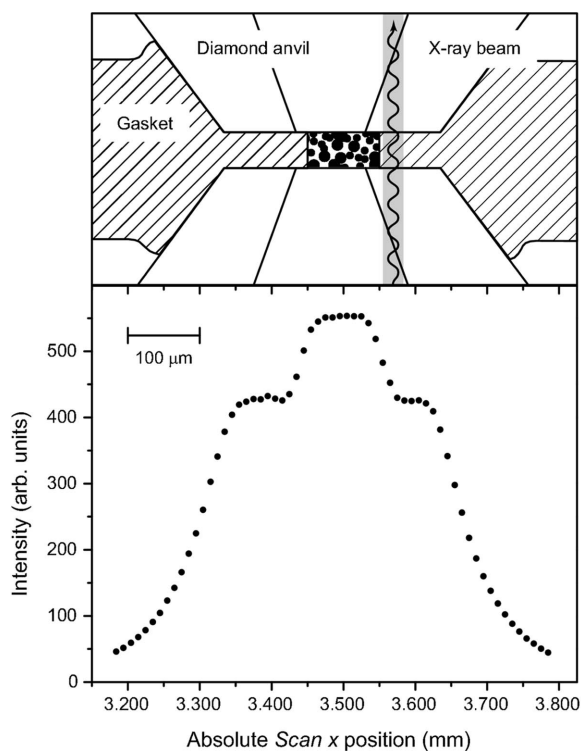 Diamond anvil
X-ray beam
Gasket
100 μm
500
400
300
200
100
0
Intensity (arb. units)
3.200 3.300 3.400 3.500 3.600 3.700 3.800
Absolute Scan x position (mm)